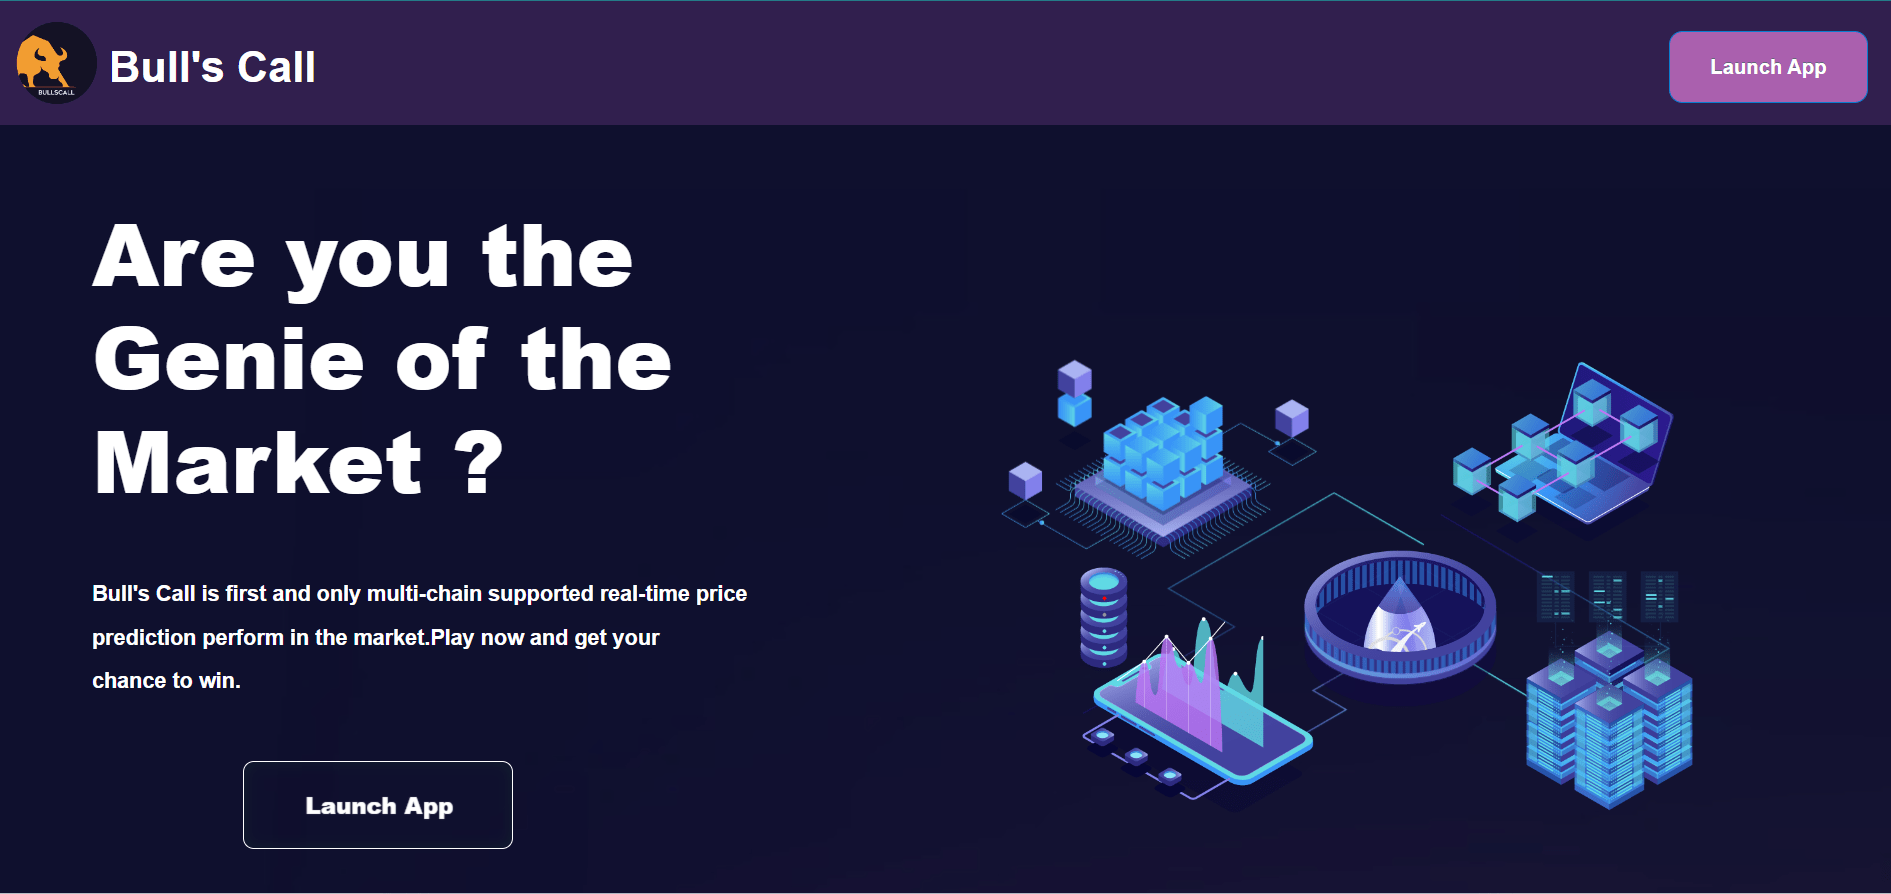 BULLSCALL
Bull's Call
Launch App
Are you the
Genie of the
Market ?
Bull's Call is first and only multi-chain supported real-time price
prediction perform in the market.Play now and get your
chance to win.
Launch App